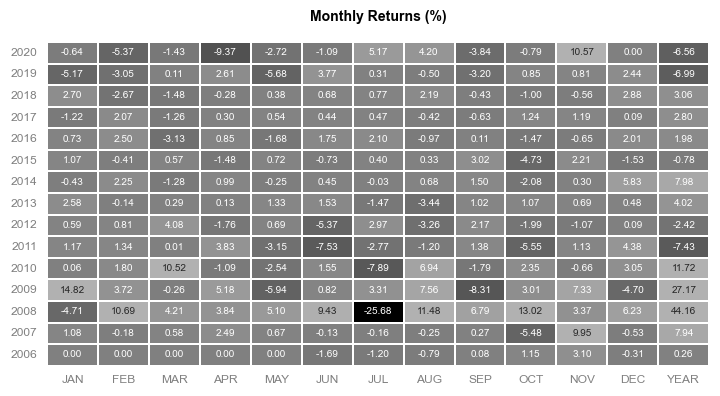 Monthly Returns (%)
2020 -0.64 -5.37 -1.43 -9.37 -2.72 -1.09 5.17 4.20 -3.84 -0.79 10.57 0.00 -6.56
2019 -5.17 -3.05 0.11 2.61 -5.68 3.77 0.31 -0.50 -3.20 0.85 0.81 2.44 -6.99
2018 2.70 -2.67 -1.48 -0.28 0.38 0.68 0.77 2.19 -0.43 -1.00 -0.56 2.88 3.06
2017 -1.22 2.07 -1.26 0.30 0.54 0.44 0.47 -0.42 -0.63 1.24 1.19 0.09 2.80
2016 0.73 2.50 -3.13 0.85 -1.68 1.75 2.10 -0.97 0.11 -1.47 -0.65 2.01 1.98
2015 1.07 -0.41 0.57 -1.48 0.72 -0.73 0.40 0.33 3.02 -4.73 2.21 -1.53 -0.78
2014 -0.43 2.25 -1.28 0.99 -0.25 0.45 -0.03 0.68 1.50 -2.08 0.30 5.83 7.98
2013 2.58 -0.14 0.29 0.13 1.33 1.53 -1.47 -3.44 1.02 1.07 0.69 0.48 4.02
2012 0.59 0.81 4.08 -1.76 0.69 -5.37 2.97 -3.26 2.17 -1.99 -1.07 0.09 -2.42
2011 1.17 1.34 0.01 3.83 -3.15 -7.53 -2.77 -1.20 1.38 -5.55 1.13 4.38 -7.43
2010 0.06 1.80 10.52 -1.09 -2.54 1.55 -7.89 6.94 -1.79 2.35 -0.66 3.05 11.72
2009 14.82 3.72 -0.26 5.18 -5.94 0.82 3.31 7.56 -8.31 3.01 7.33 -4.70 27.17
2008 -4.71 10.69 4.21 3.84 5.10 9.43 -25.68 11.48 6.79 13.02 3.37 6.23 44.16
2007 1.08 -0.18 0.58 2.49 0.67 -0.13 -0.16 -0.25 0.27 -5.48 9.95 -0.53 7.94
2006 0.00 0.00 0.00 0.00 0.00 -1.69 -1.20 -0.79 0.08 1.15 3.10 -0.31 0.26
JAN FEB MAR APR MAY JUN JUL AUG SEP OCT NOV DEC YEAR